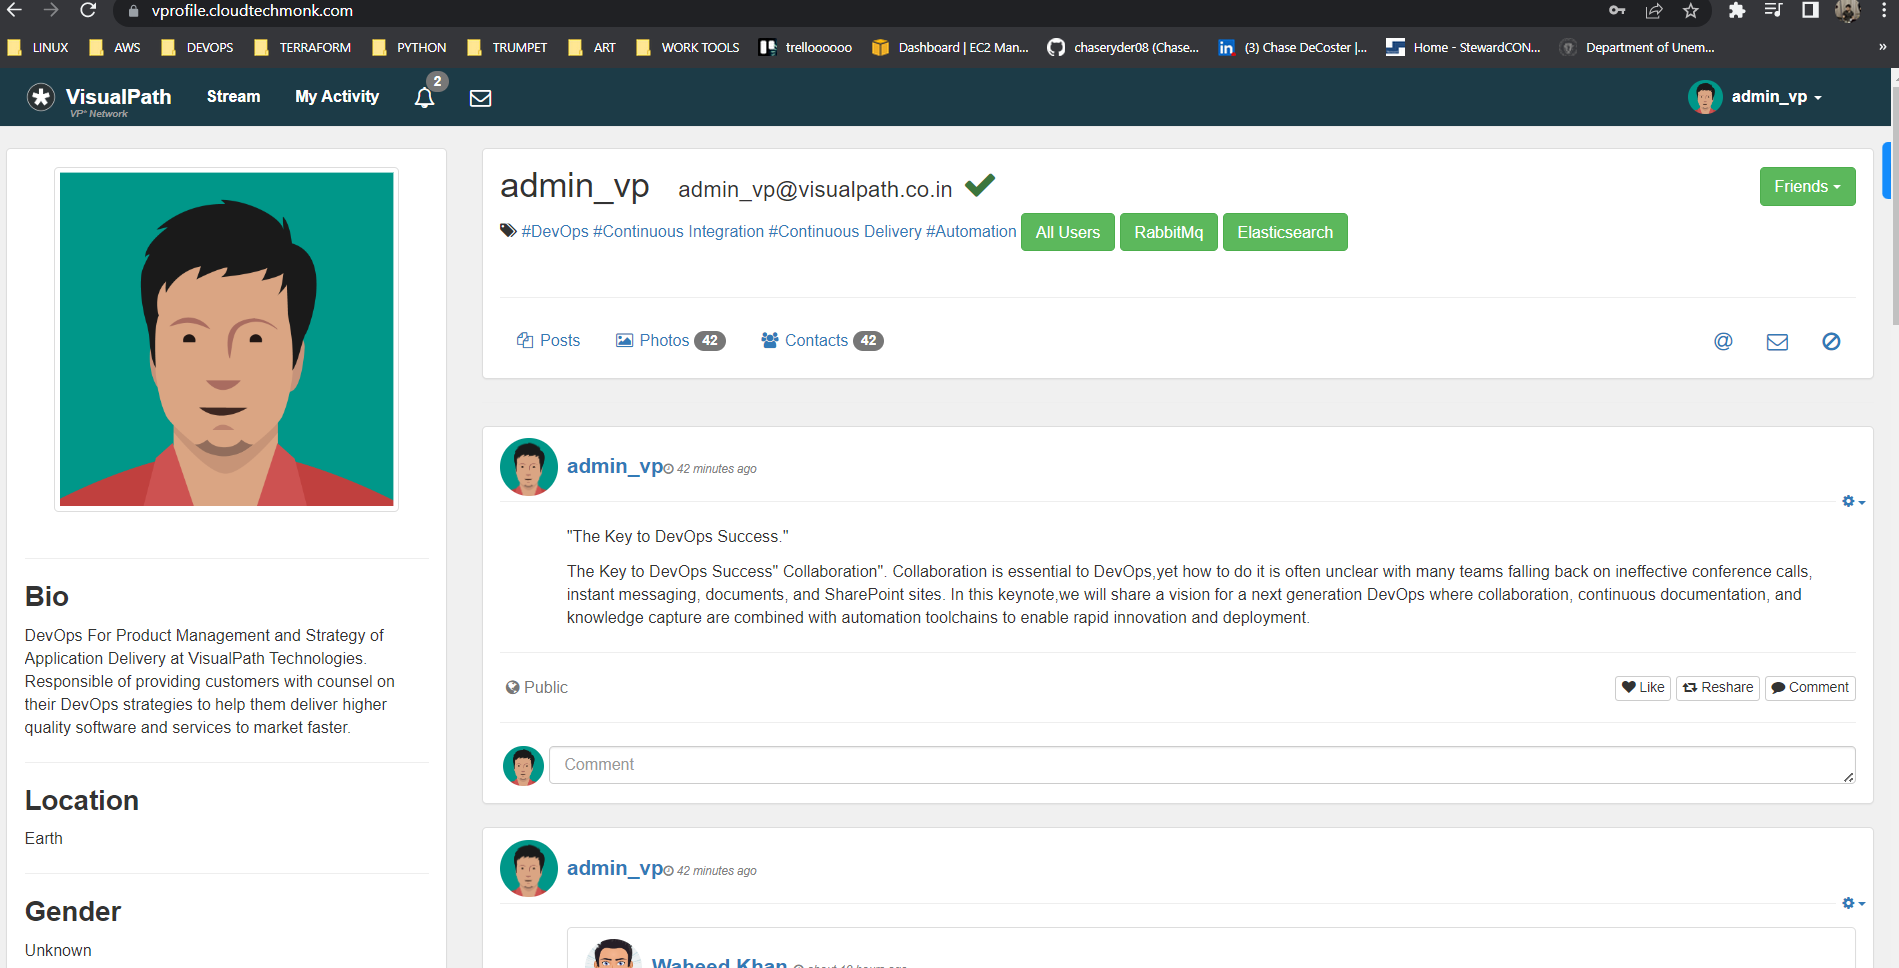 vprofile.cloudtechmonk.com
LINUX AWS DEVOPS TERRAFORM PYTHON TRUMPET ART WORK TOOLS trelloooooo Dashboard | EC2 Man... chaseryder08 (Chase... (3) Chase DeCoster |... Home - StewardCON... Department of Unem... »
VisualPath Stream My Activity 2 admin_vp
VP* Network
admin_vp admin_vp@visualpath.co.in Friends
#DevOps #Continuous Integration #Continuous Delivery #Automation All Users RabbitMq Elasticsearch
Posts Photos 42 Contacts 42 @
admin_vp 42 minutes ago
"The Key to DevOps Success."
The Key to DevOps Success" Collaboration". Collaboration is essential to DevOps,yet how to do it is often unclear with many teams falling back on ineffective conference calls,
instant messaging, documents, and SharePoint sites. In this keynote,we will share a vision for a next generation DevOps where collaboration, continuous documentation, and
knowledge capture are combined with automation toolchains to enable rapid innovation and deployment.
Public Like Reshare Comment
Comment
admin_vp 42 minutes ago
Waheed Khan about 10 hours ago
Bio
DevOps For Product Management and Strategy of
Application Delivery at VisualPath Technologies.
Responsible of providing customers with counsel on
their DevOps strategies to help them deliver higher
quality software and services to market faster.
Location
Earth
Gender
Unknown